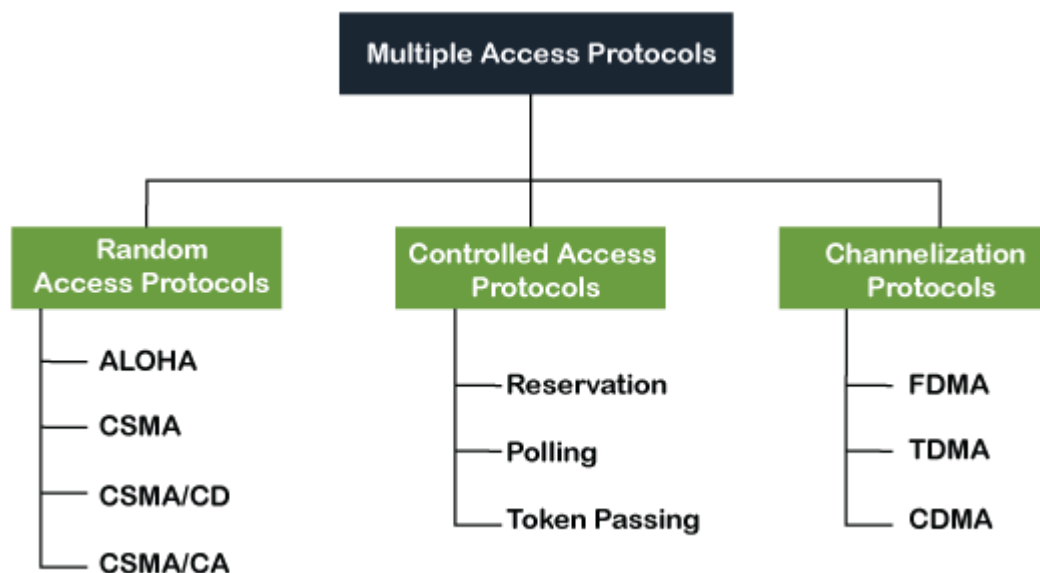 Multiple Access Protocols
Random
Access Protocols
ALOHA
CSMA
CSMA/CD
CSMA/CA
Controlled Access
Protocols
Reservation
Polling
Token Passing
Channelization
Protocols
FDMA
TDMA
CDMA